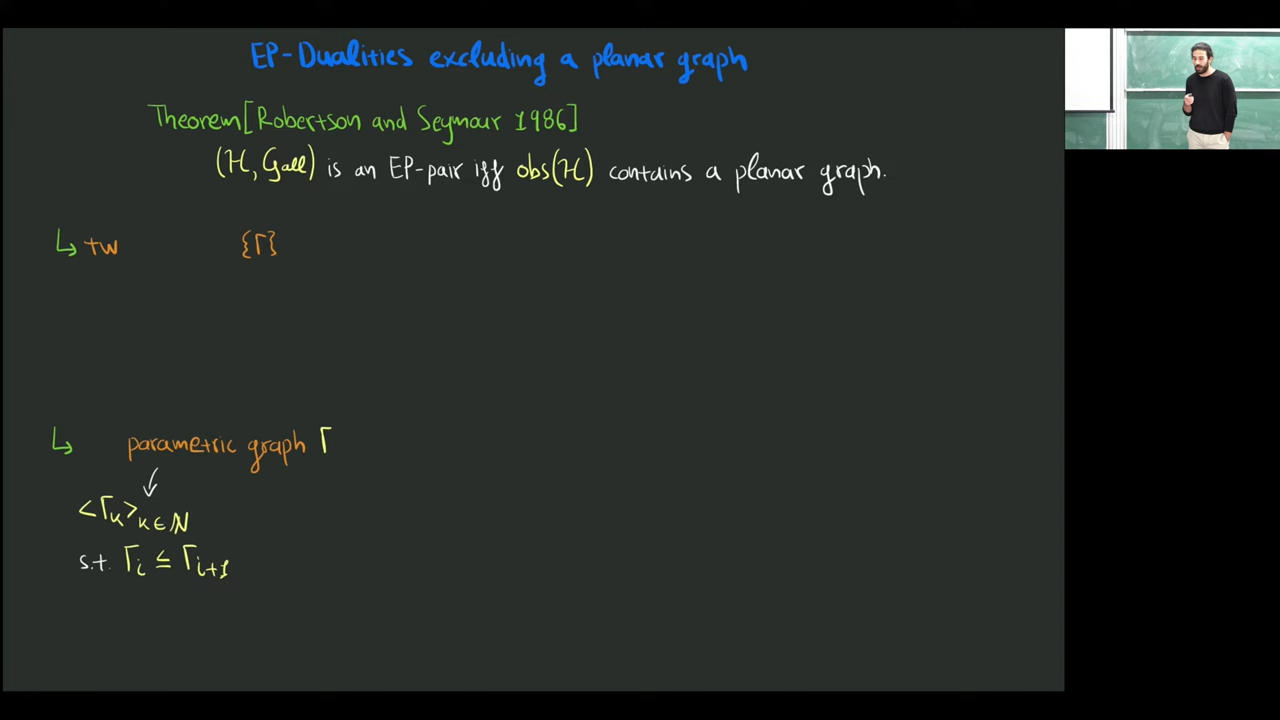 EP-Dualities excluding a planar graph
Theorem[Robertson and Seymour 1986]
(H, Gall) is an EP-pair iff obs(H) contains a planar graph.
↳ tw {Γ}
↳ parametric graph Γ
<Γk>k∈N
s.t. Γi ≤ Γi+1